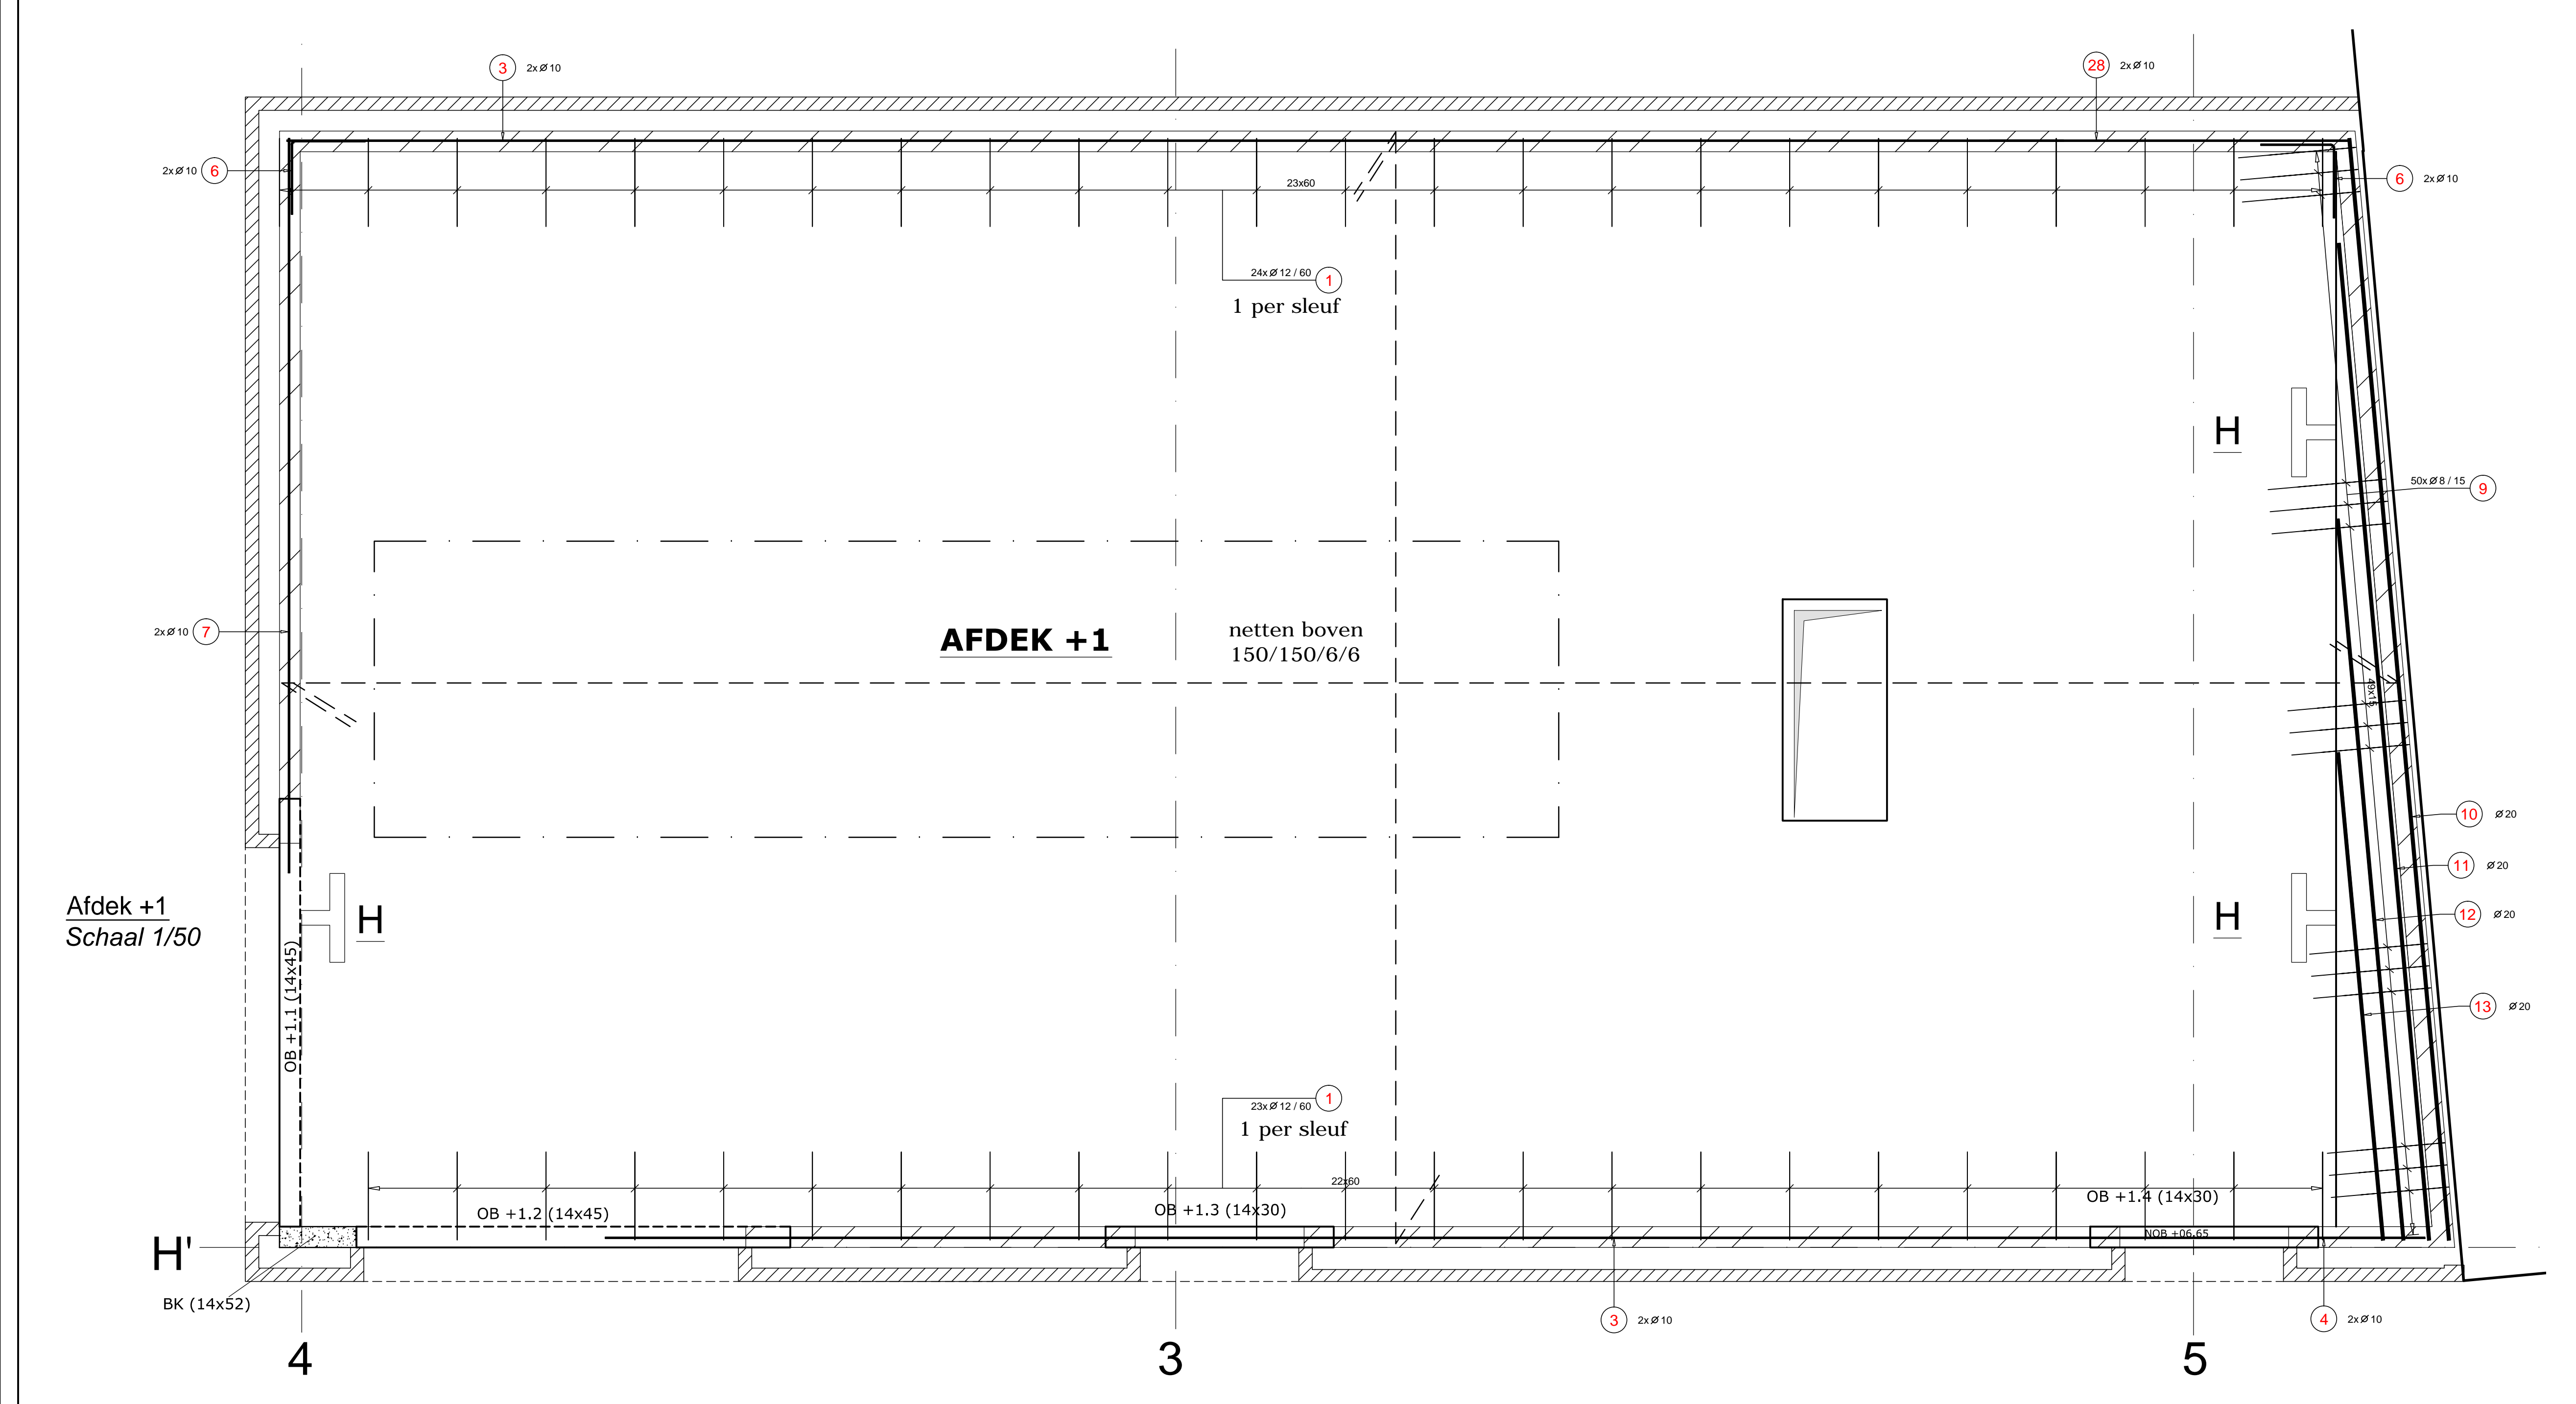 3 2xØ10
28 2xØ10
2xØ10 6
6 2xØ10
23x60
24xØ12/60 1
1 per sleuf
H
50xØ8/15 9
2xØ10 7
AFDEK +1
netten boven
150/150/6/6
49x15
10 Ø20
11 Ø20
12 Ø20
13 Ø20
Afdek +1
Schaal 1/50
H
H
OB +1.1 (14x45)
23xØ12/60 1
1 per sleuf
22x60
OB +1.2 (14x45)
OB +1.3 (14x30)
OB +1.4 (14x30)
NOB +06.65
H'
BK (14x52)
3 2xØ10
4 2xØ10
4
3
5